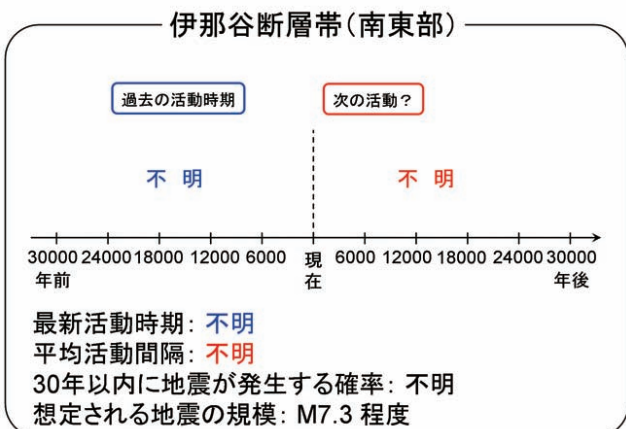 伊那谷断層帯(南東部)
過去の活動時期
次の活動?
不 明
不 明
30000 24000 18000 12000 6000 現在 6000 12000 18000 24000 30000
年前
年後
最新活動時期: 不明
平均活動間隔: 不明
30年以内に地震が発生する確率: 不明
想定される地震の規模: M7.3 程度